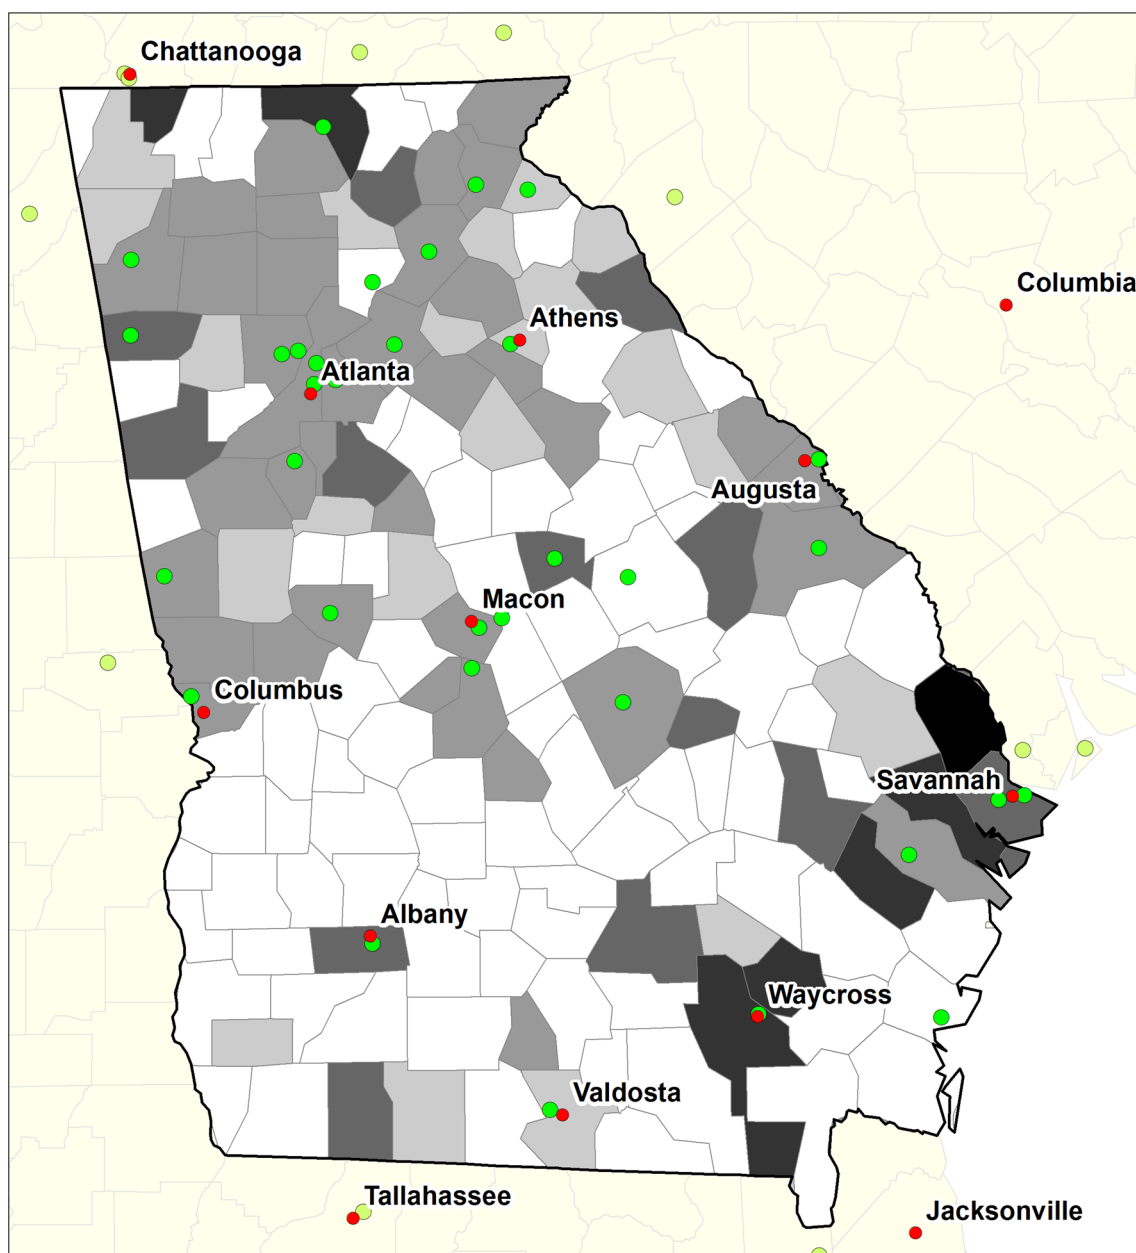 Chattanooga
Columbia
Athens
Atlanta
Augusta
Macon
Columbus
Savannah
Albany
Waycross
Valdosta
Tallahassee
Jacksonville